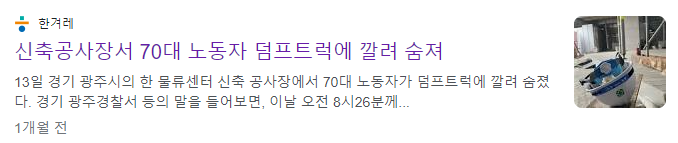 한겨레
신축공사장서 70대 노동자 덤프트럭에 깔려 숨져
13일 경기 광주시의 한 물류센터 신축 공사장에서 70대 노동자가 덤프트럭에 깔려 숨졌
다. 경기 광주경찰서 등의 말을 들어보면, 이날 오전 8시26분께...
1개월 전